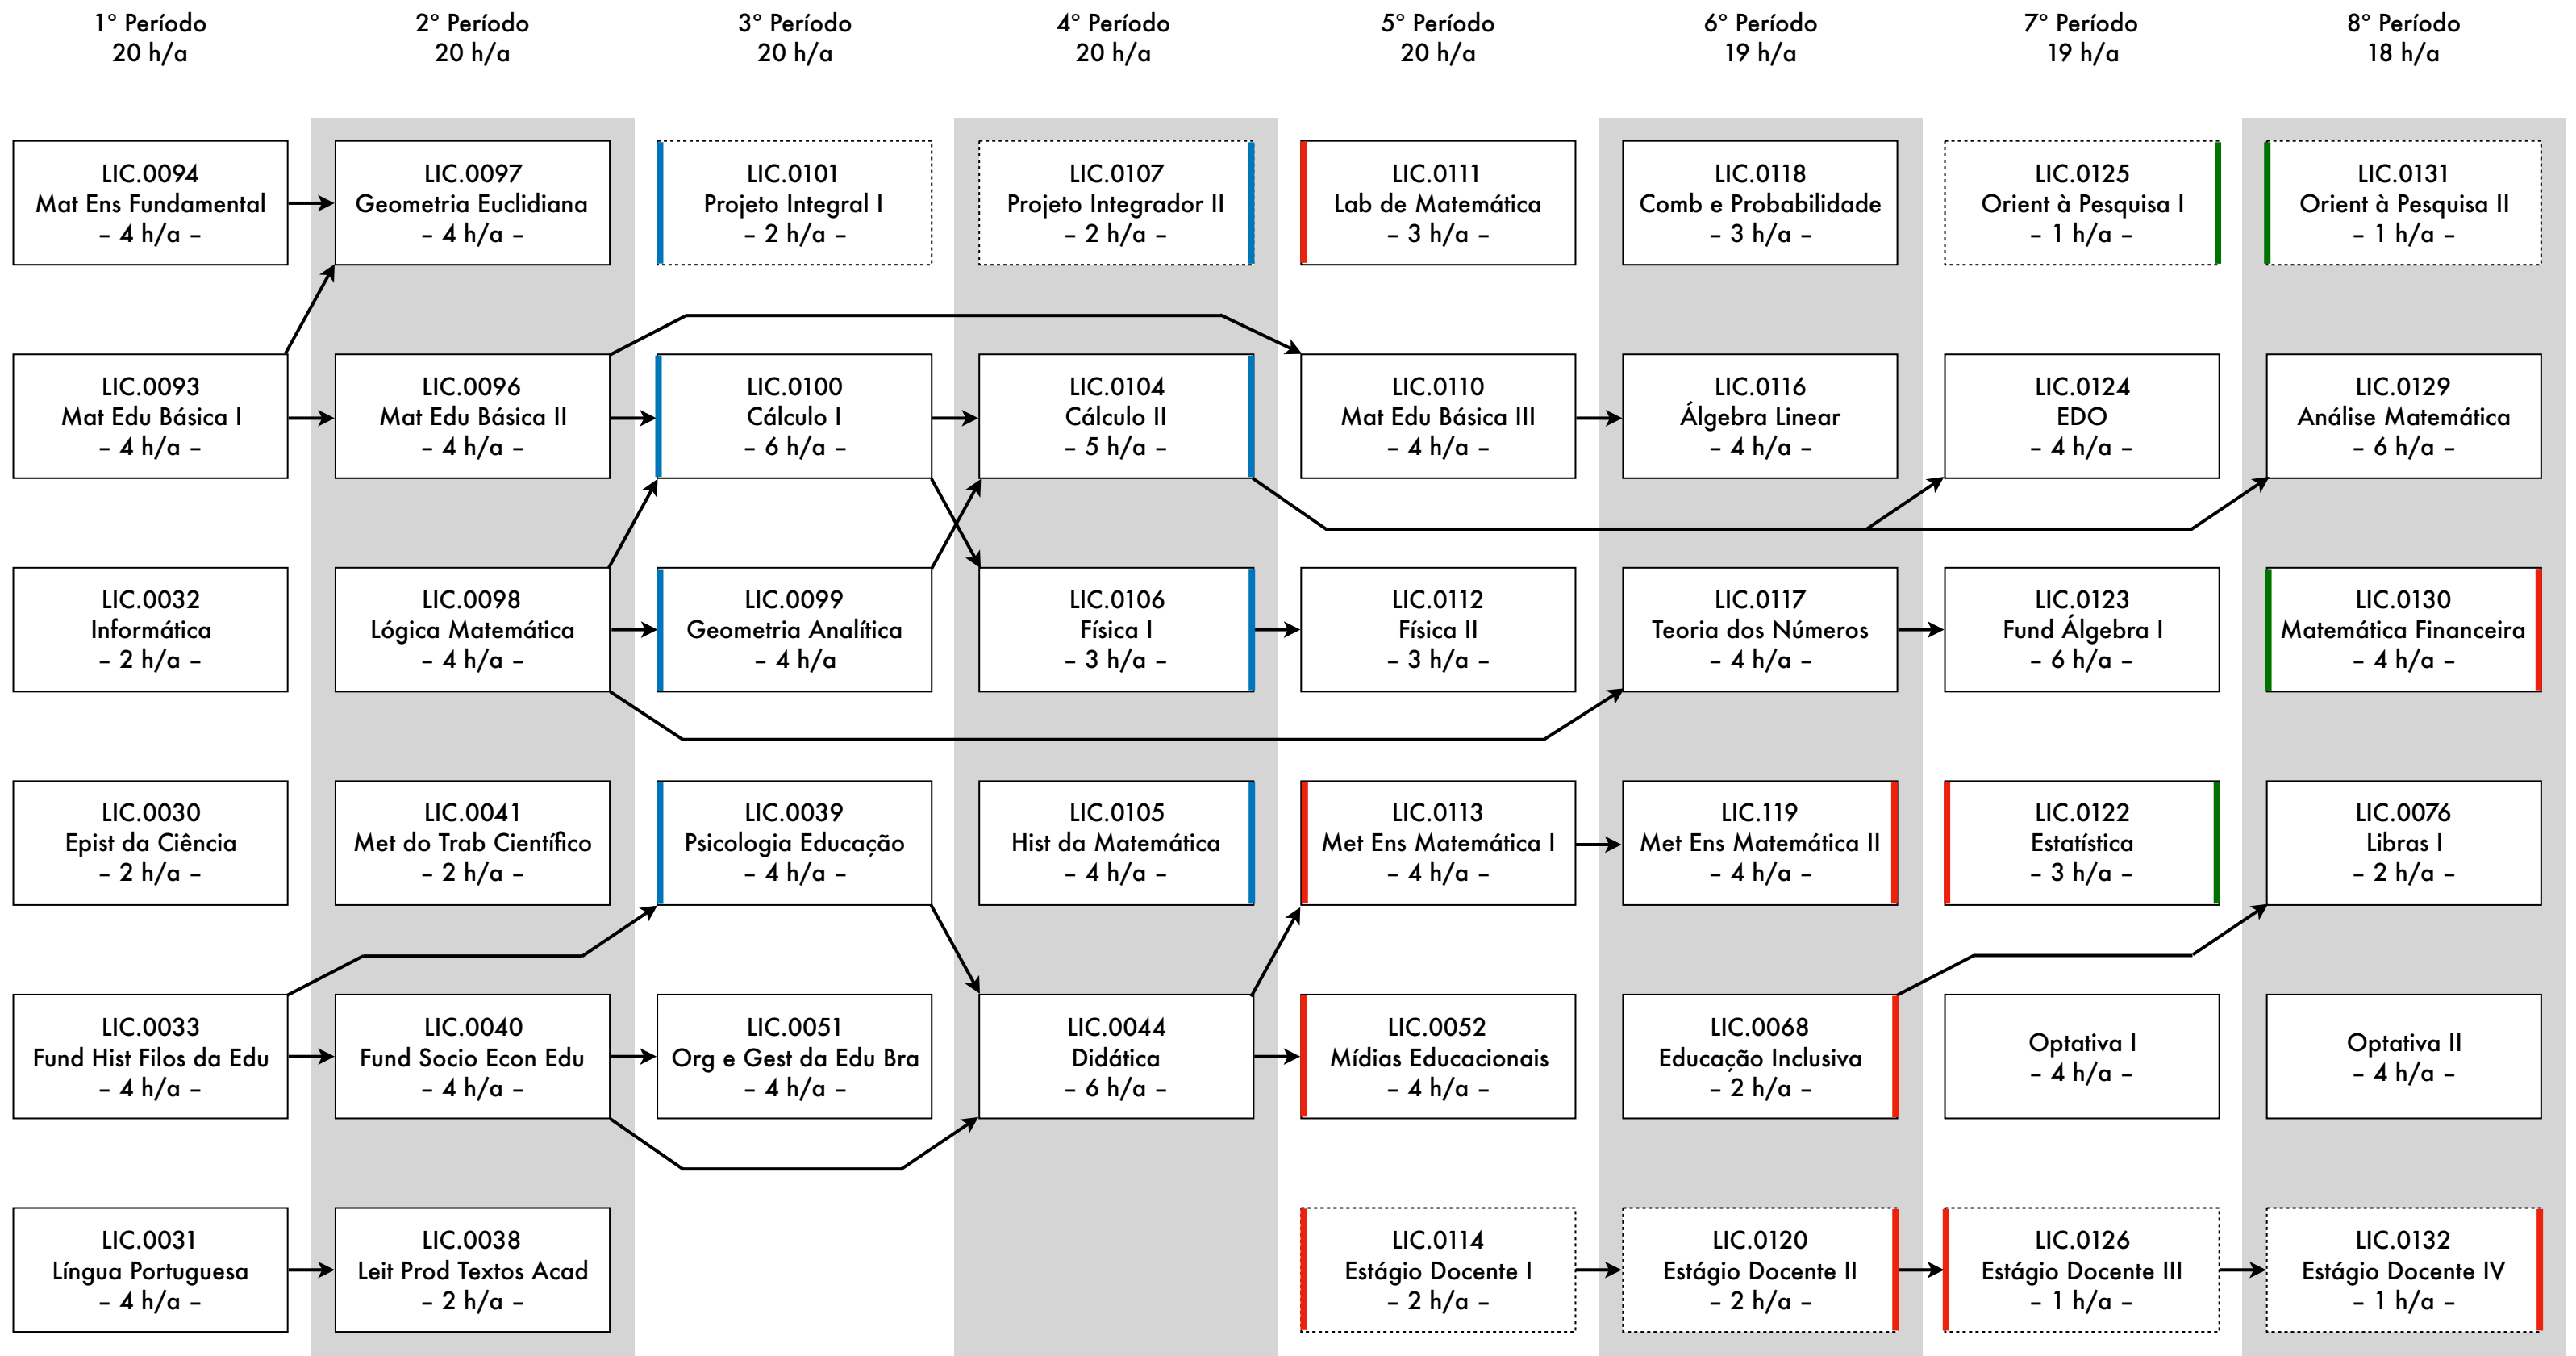 1º Período
20 h/a
2º Período
20 h/a
3º Período
20 h/a
4º Período
20 h/a
5º Período
20 h/a
6º Período
19 h/a
7º Período
19 h/a
8º Período
18 h/a
LIC.0094
Mat Ens Fundamental
– 4 h/a –
LIC.0097
Geometria Euclidiana
– 4 h/a –
LIC.0101
Projeto Integral I
– 2 h/a –
LIC.0107
Projeto Integrador II
– 2 h/a –
LIC.0111
Lab de Matemática
– 3 h/a –
LIC.0118
Comb e Probabilidade
– 3 h/a –
LIC.0125
Orient à Pesquisa I
– 1 h/a –
LIC.0131
Orient à Pesquisa II
– 1 h/a –
LIC.0093
Mat Edu Básica I
– 4 h/a –
LIC.0096
Mat Edu Básica II
– 4 h/a –
LIC.0100
Cálculo I
– 6 h/a –
LIC.0104
Cálculo II
– 5 h/a –
LIC.0110
Mat Edu Básica III
– 4 h/a –
LIC.0116
Álgebra Linear
– 4 h/a –
LIC.0124
EDO
– 4 h/a –
LIC.0129
Análise Matemática
– 6 h/a –
LIC.0032
Informática
– 2 h/a –
LIC.0098
Lógica Matemática
– 4 h/a –
LIC.0099
Geometria Analítica
– 4 h/a
LIC.0106
Física I
– 3 h/a –
LIC.0112
Física II
– 3 h/a –
LIC.0117
Teoria dos Números
– 4 h/a –
LIC.0123
Fund Álgebra I
– 6 h/a –
LIC.0130
Matemática Financeira
– 4 h/a –
LIC.0030
Epist da Ciência
– 2 h/a –
LIC.0041
Met do Trab Científico
– 2 h/a –
LIC.0039
Psicologia Educação
– 4 h/a –
LIC.0105
Hist da Matemática
– 4 h/a –
LIC.0113
Met Ens Matemática I
– 4 h/a –
LIC.119
Met Ens Matemática II
– 4 h/a –
LIC.0122
Estatística
– 3 h/a –
LIC.0076
Libras I
– 2 h/a –
LIC.0033
Fund Hist Filos da Edu
– 4 h/a –
LIC.0040
Fund Socio Econ Edu
– 4 h/a –
LIC.0051
Org e Gest da Edu Bra
– 4 h/a –
LIC.0044
Didática
– 6 h/a –
LIC.0052
Mídias Educacionais
– 4 h/a –
LIC.0068
Educação Inclusiva
– 2 h/a –
Optativa I
– 4 h/a –
Optativa II
– 4 h/a –
LIC.0031
Língua Portuguesa
– 4 h/a –
LIC.0038
Leit Prod Textos Acad
– 2 h/a –
LIC.0114
Estágio Docente I
– 2 h/a –
LIC.0120
Estágio Docente II
– 2 h/a –
LIC.0126
Estágio Docente III
– 1 h/a –
LIC.0132
Estágio Docente IV
– 1 h/a –